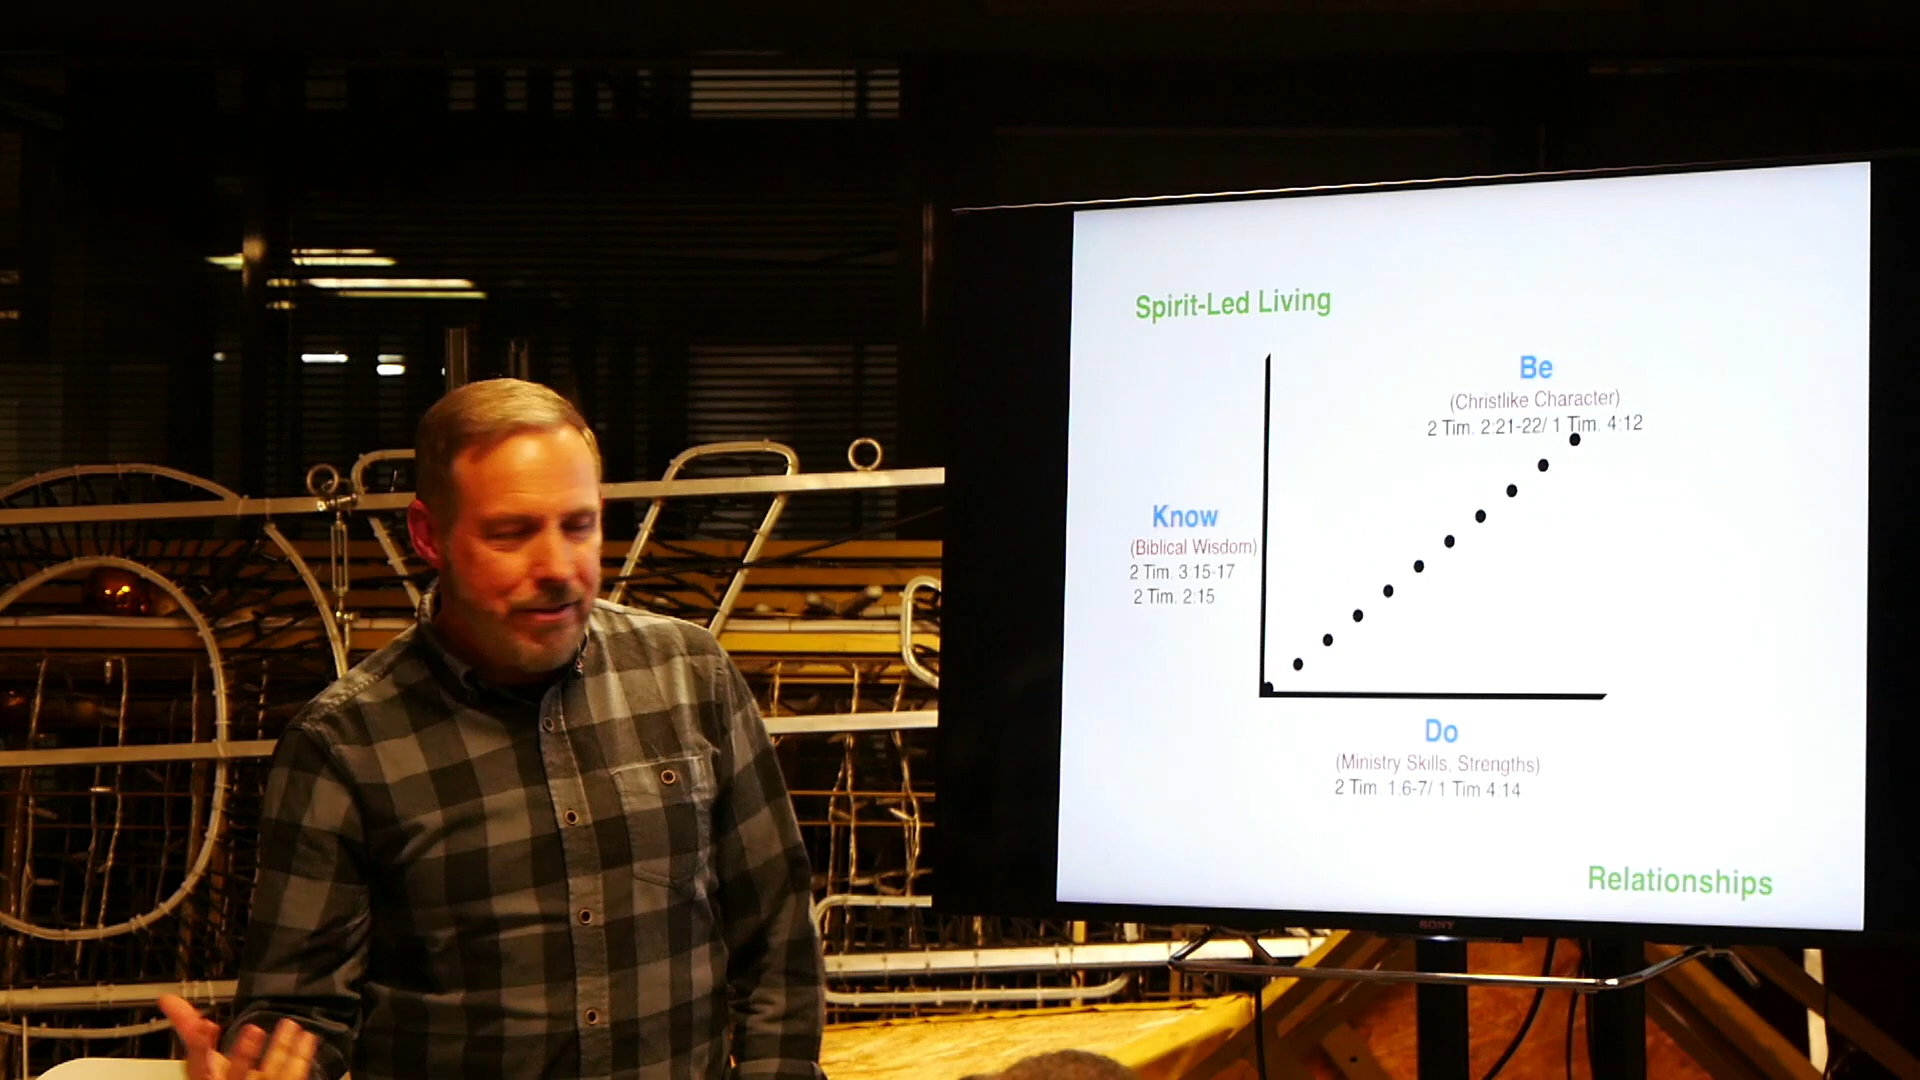 Spirit-Led Living
Be
(Christlike Character)
2 Tim. 2:21-22/ 1 Tim. 4:12
Know
(Biblical Wisdom)
2 Tim. 3:15-17
2 Tim. 2:15
Do
(Ministry Skills, Strengths)
2 Tim. 1.6-7/ 1 Tim 4:14
Relationships
SONY